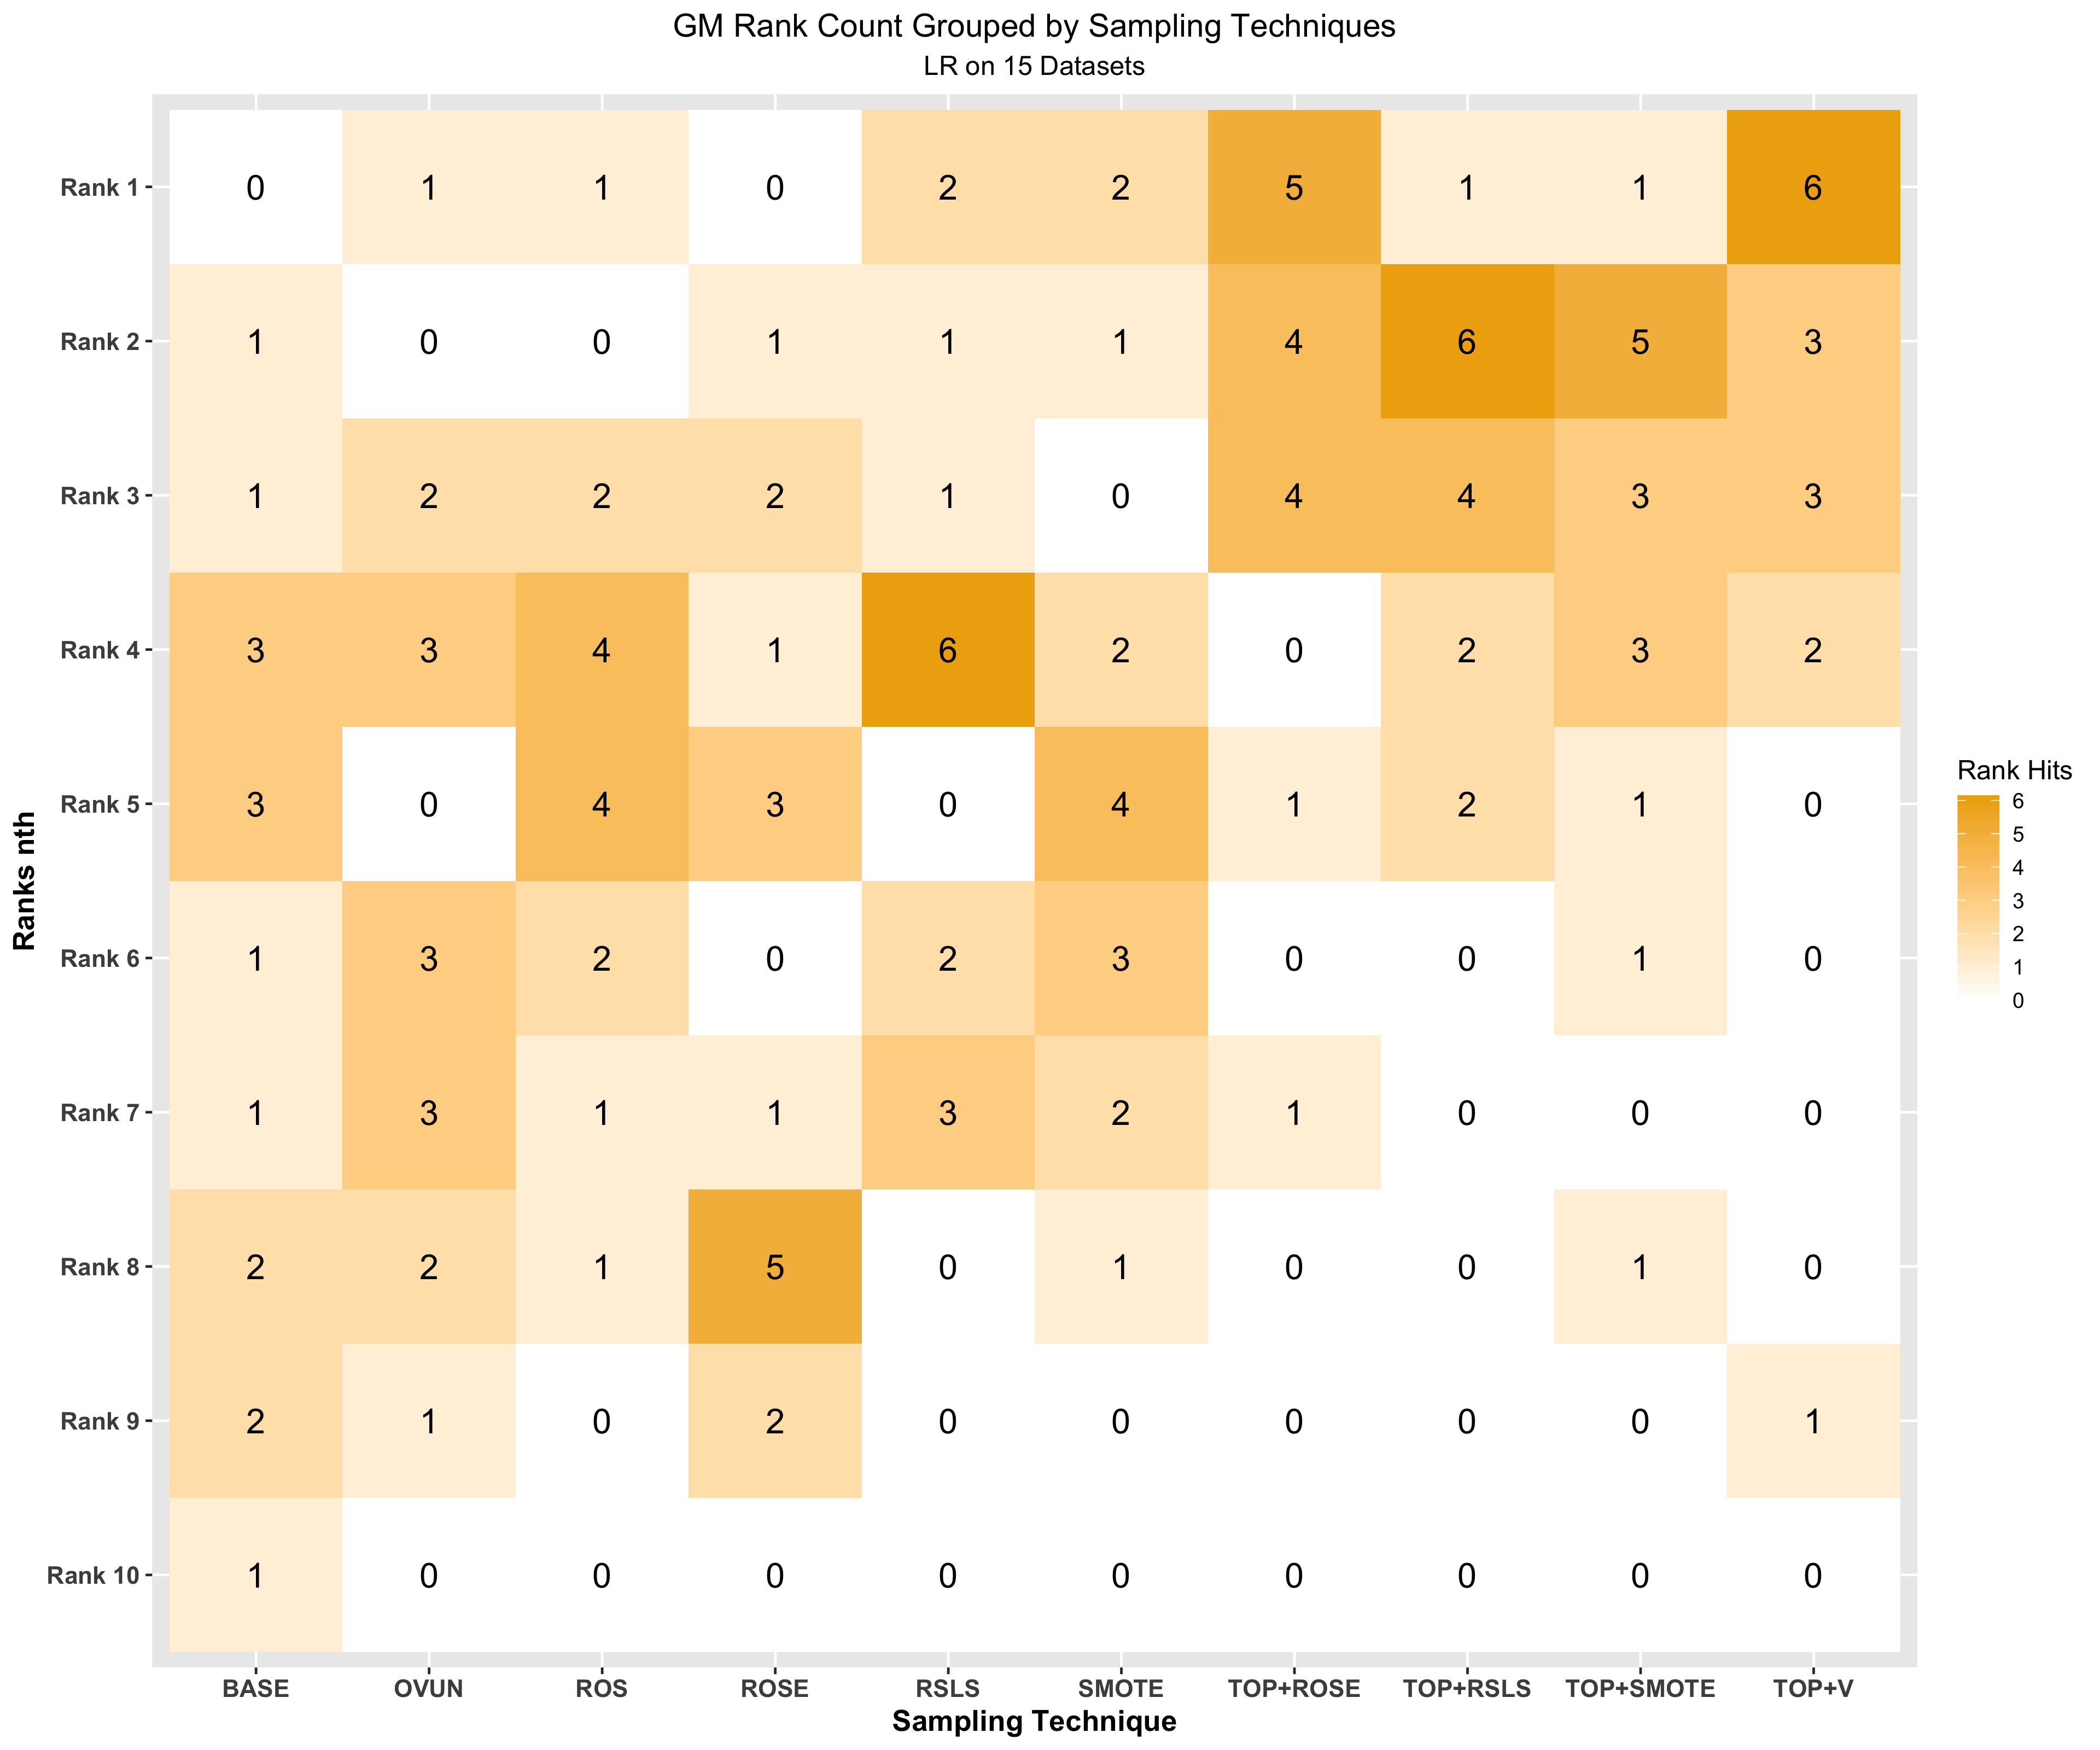 GM Rank Count Grouped by Sampling Techniques
LR on 15 Datasets
Rank 1 0 1 1 0 2 2 5 1 1 6
Rank 2 1 0 0 1 1 1 4 6 5 3
Rank 3 1 2 2 2 1 0 4 4 3 3
Rank 4 3 3 4 1 6 2 0 2 3 2
Rank 5 3 0 4 3 0 4 1 2 1 0
Rank 6 1 3 2 0 2 3 0 0 1 0
Rank 7 1 3 1 1 3 2 1 0 0 0
Rank 8 2 2 1 5 0 1 0 0 1 0
Rank 9 2 1 0 2 0 0 0 0 0 1
Rank 10 1 0 0 0 0 0 0 0 0 0
BASE OVUN ROS ROSE RSLS SMOTE TOP+ROSE TOP+RSLS TOP+SMOTE TOP+V
Sampling Technique
Ranks nth
Rank Hits
6
5
4
3
2
1
0